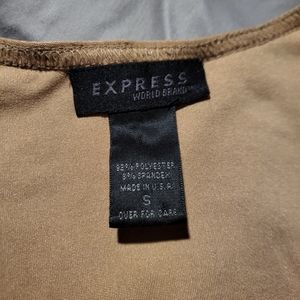 EXPRESS
WORLD BRAND
92% POLYESTER
8% SPANDEX
MADE IN U.S.A.
S
OVER FOR CARE